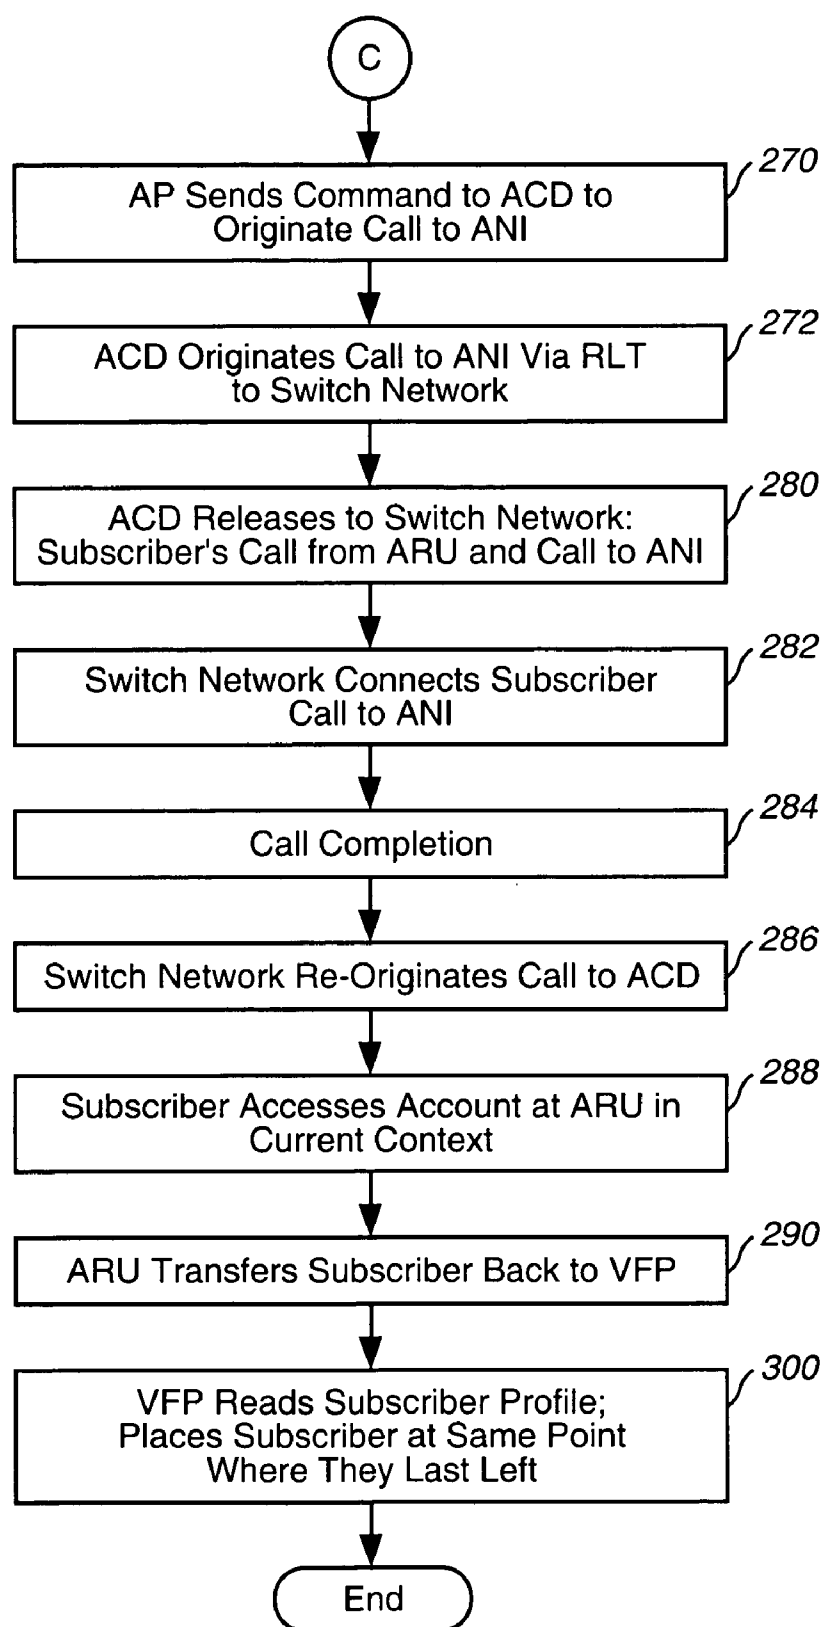 C
270
AP Sends Command to ACD to
Originate Call to ANI
272
ACD Originates Call to ANI Via RLT
to Switch Network
280
ACD Releases to Switch Network:
Subscriber's Call from ARU and Call to ANI
282
Switch Network Connects Subscriber
Call to ANI
284
Call Completion
286
Switch Network Re-Originates Call to ACD
288
Subscriber Accesses Account at ARU in
Current Context
290
ARU Transfers Subscriber Back to VFP
300
VFP Reads Subscriber Profile;
Places Subscriber at Same Point
Where They Last Left
End